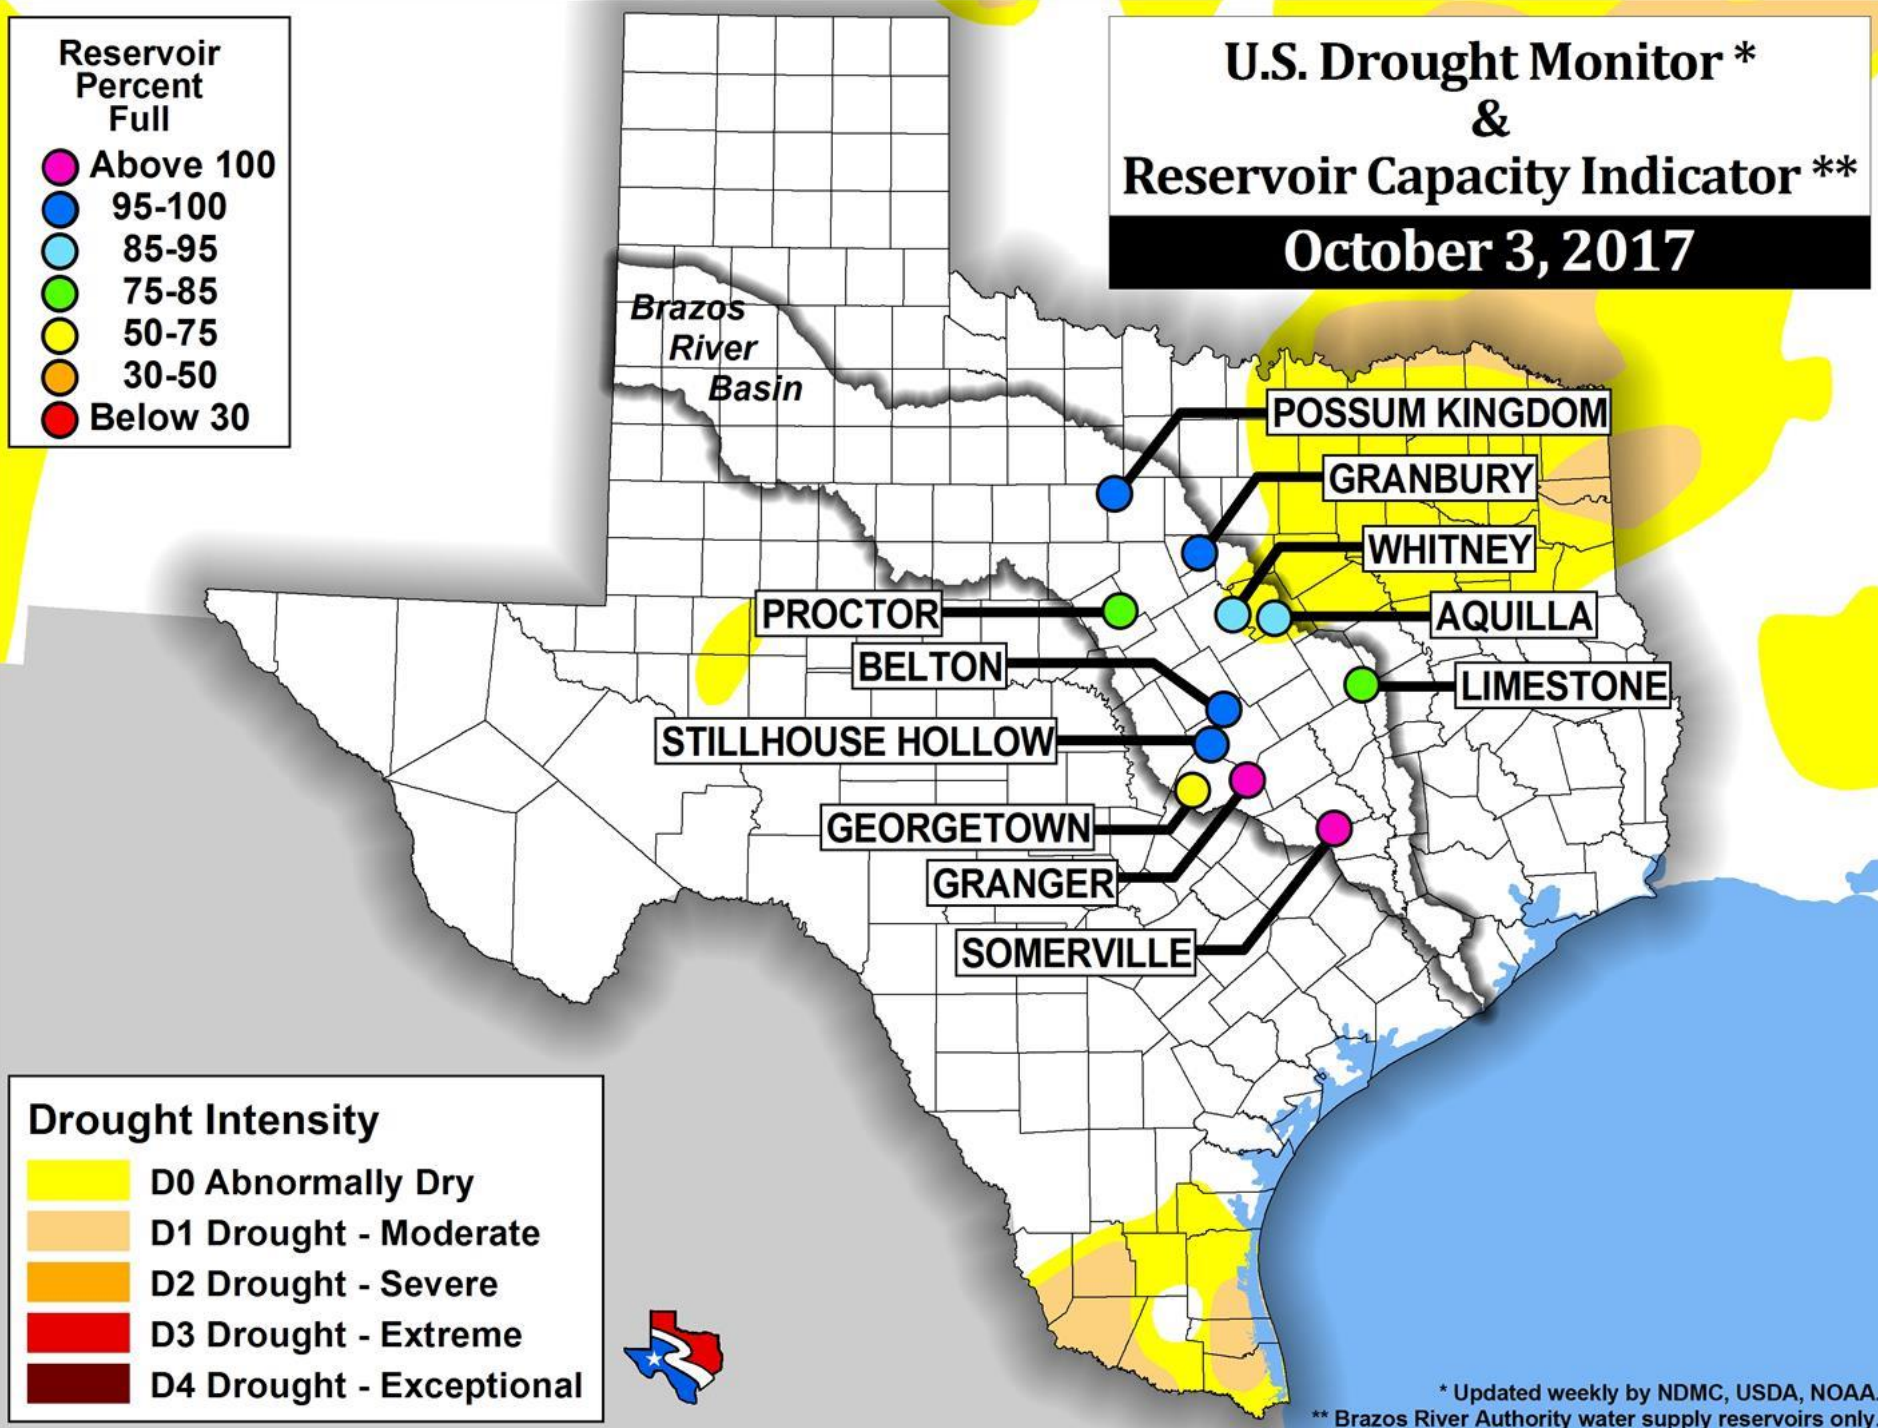 Reservoir
Percent
Full
Above 100
95-100
85-95
75-85
50-75
30-50
Below 30
U.S. Drought Monitor *
&
Reservoir Capacity Indicator **
October 3, 2017
Brazos
River
Basin
POSSUM KINGDOM
GRANBURY
WHITNEY
PROCTOR
AQUILLA
BELTON
LIMESTONE
STILLHOUSE HOLLOW
GEORGETOWN
GRANGER
SOMERVILLE
Drought Intensity
D0 Abnormally Dry
D1 Drought - Moderate
D2 Drought - Severe
D3 Drought - Extreme
D4 Drought - Exceptional
* Updated weekly by NDMC, USDA, NOAA.
** Brazos River Authority water supply reservoirs only.